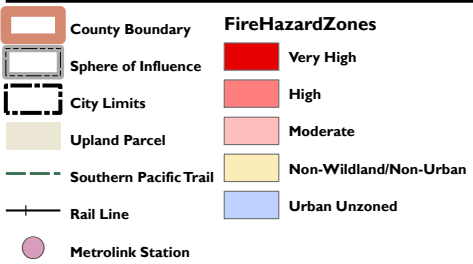 County Boundary
Sphere of Influence
City Limits
Upland Parcel
Southern Pacific Trail
Rail Line
Metrolink Station
FireHazardZones
Very High
High
Moderate
Non-Wildland/Non-Urban
Urban Unzoned